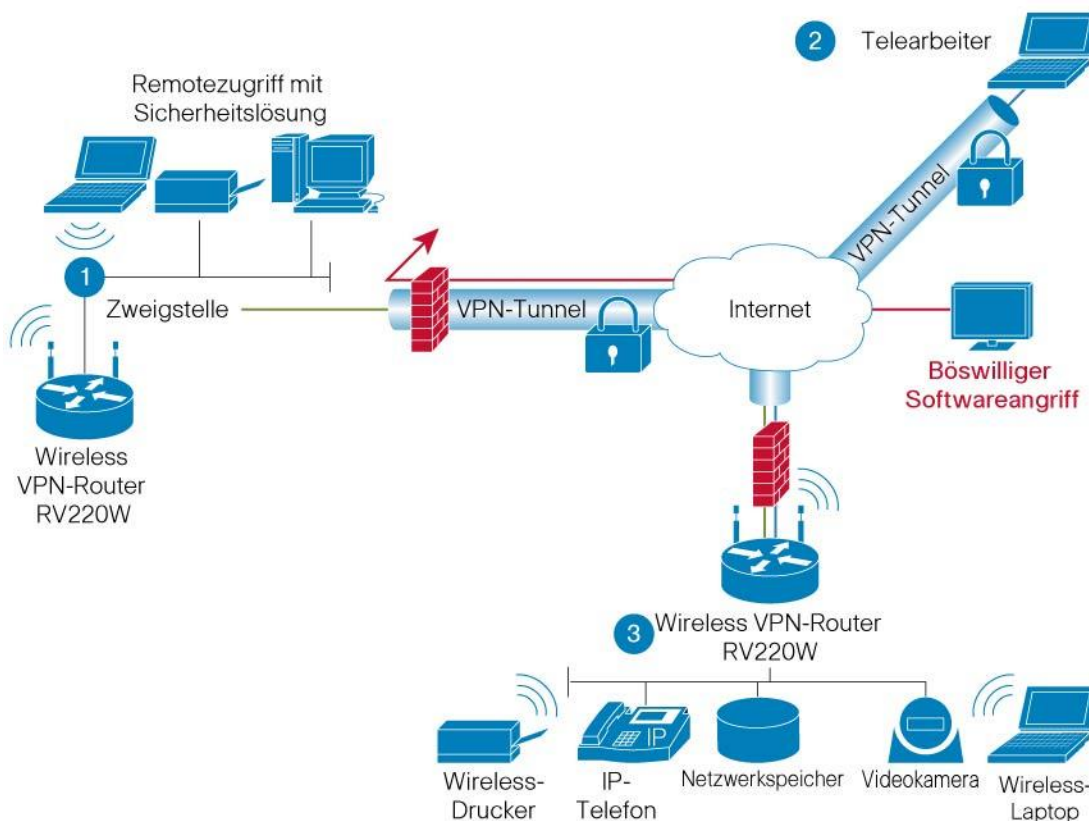 2 Telearbeiter
Remotezugriff mit
Sicherheitslösung
VPN-Tunnel
1
Zweigstelle
VPN-Tunnel
Internet
Böswilliger
Softwareangriff
Wireless
VPN-Router
RV220W
3 Wireless VPN-Router
RV220W
IP
Wireless-
Drucker
IP-
Telefon
Netzwerkspeicher
Videokamera
Wireless-
Laptop